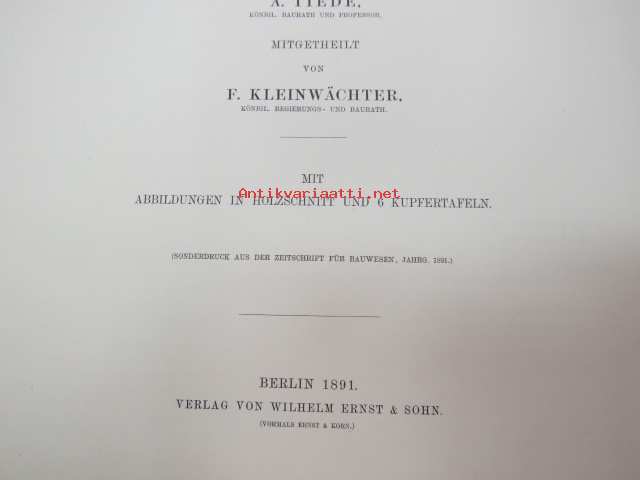 A. TIEDE,
KÖNIGL. BAURATH UND PROFESSOR,
MITGETHEILT
VON
F. KLEINWÄCHTER,
KÖNIGL. REGIERUNGS- UND BAURATH.
MIT
Antikvariaatti.net
ABBILDUNGEN IN HOLZSCHNITT UND 6 KUPFERTAFELN.
(SONDERDRUCK AUS DER ZEITSCHRIFT FÜR BAUWESEN, JAHRG. 1891.)
BERLIN 1891.
VERLAG VON WILHELM ERNST & SOHN.
(VORMALS ERNST & KORN.)